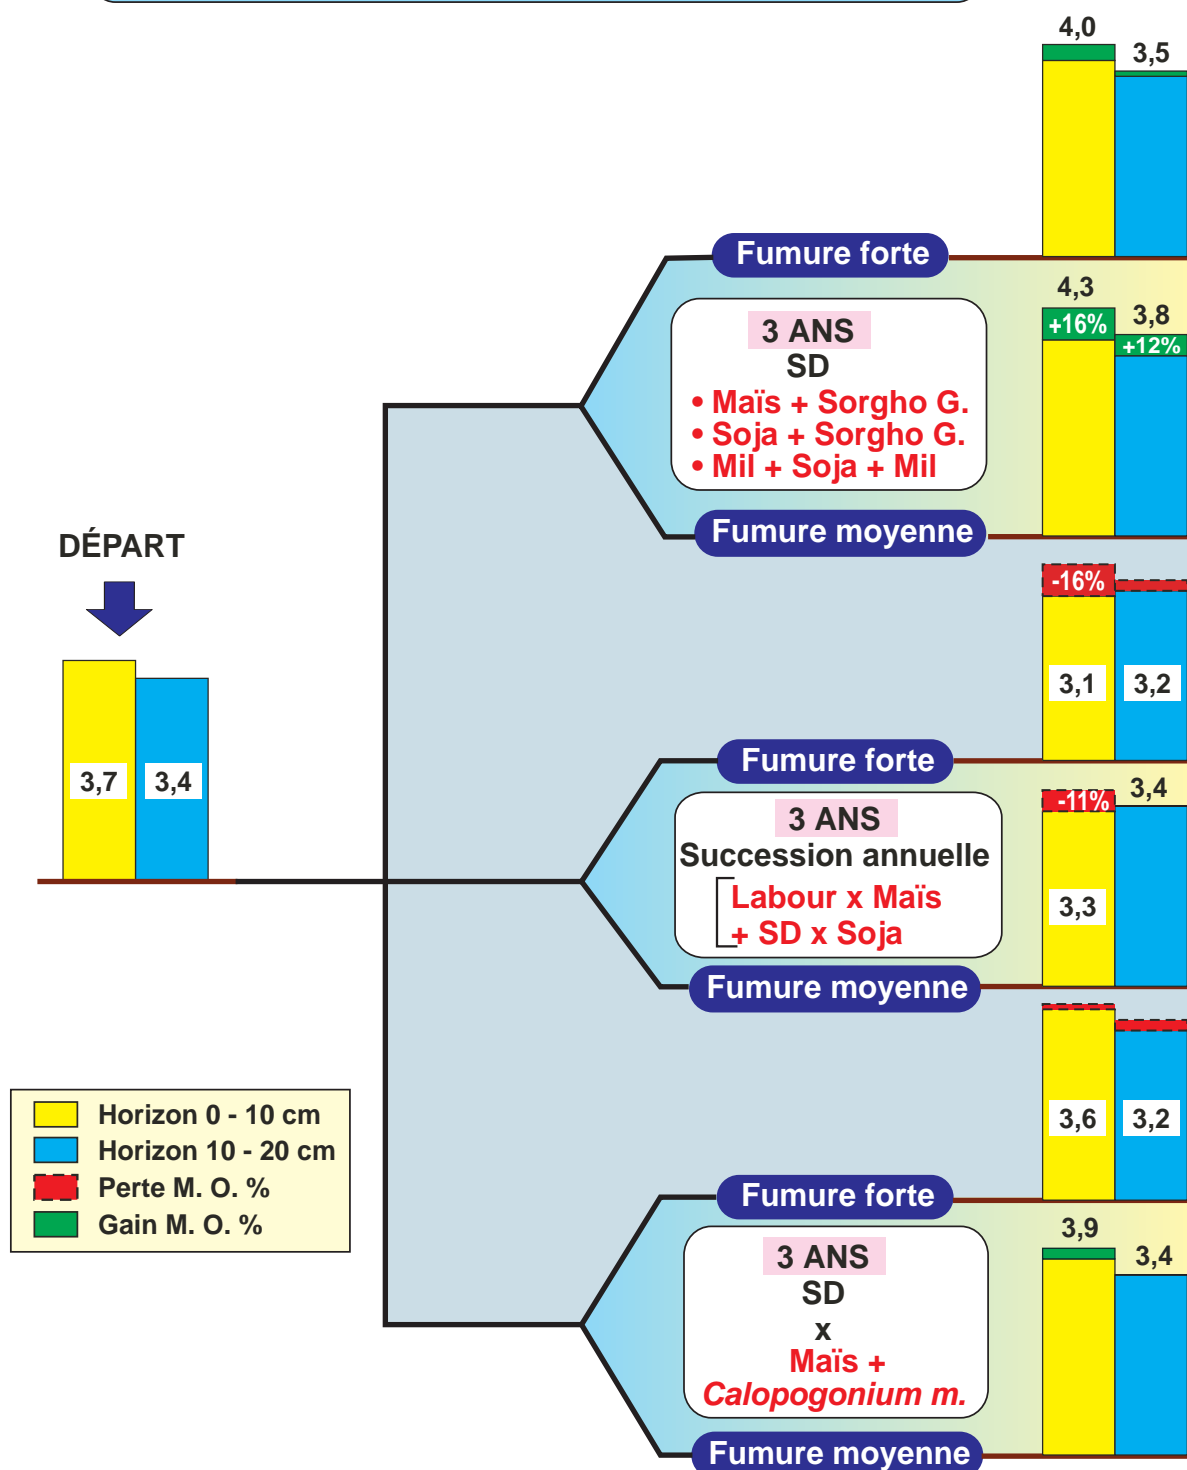 4,0
3,5
Fumure forte
4,3
3,8
+16%
+12%
3 ANS
SD
• Maïs + Sorgho G.
• Soja + Sorgho G.
• Mil + Soja + Mil
Fumure moyenne
DÉPART
3,7
3,4
-16%
3,1
3,2
Fumure forte
-11%
3,4
3 ANS
Succession annuelle
Labour x Maïs
+ SD x Soja
3,3
Fumure moyenne
3,6
3,2
Horizon 0 - 10 cm
Horizon 10 - 20 cm
Perte M. O. %
Gain M. O. %
Fumure forte
3,9
3,4
3 ANS
SD
x
Maïs +
Calopogonium m.
Fumure moyenne